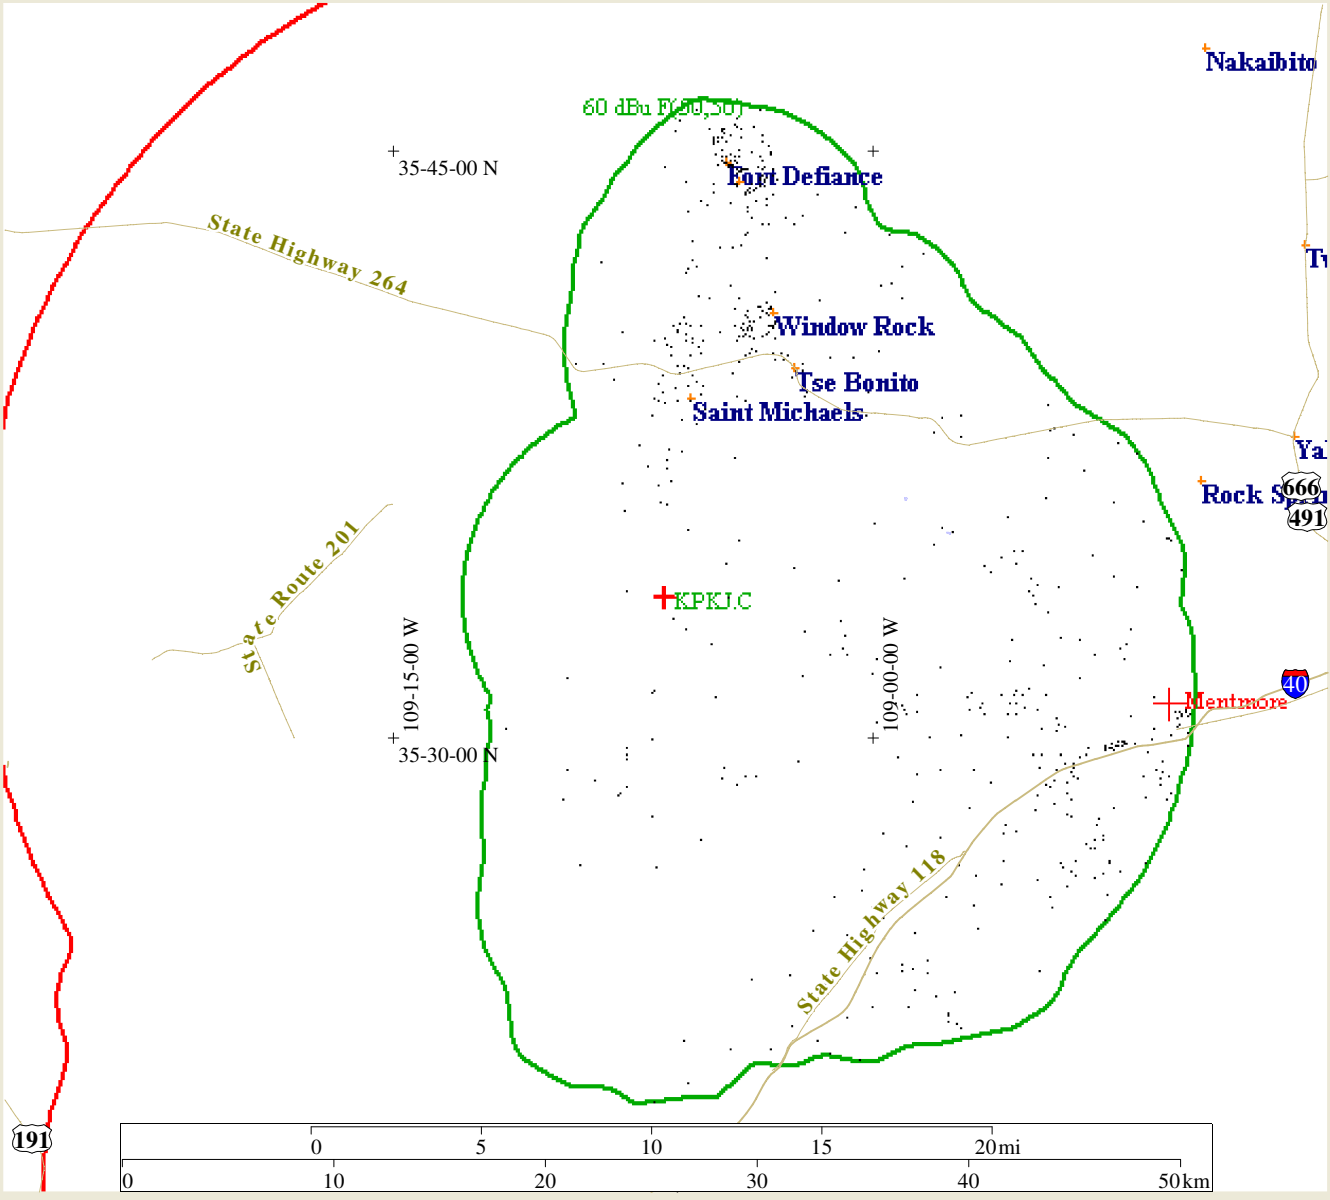 Nakaibito
60 dBu F(50,50)
35-45-00 N
Fort Defiance
State Highway 264
Window Rock
Tse Bonito
Saint Michaels
666
491
State Route 201
KPKJ.C
109-15-00 W
109-00-00 W
40
Mentmore
35-30-00 N
State Highway 118
191
0 5 10 15 20mi
0 10 20 30 40 50km